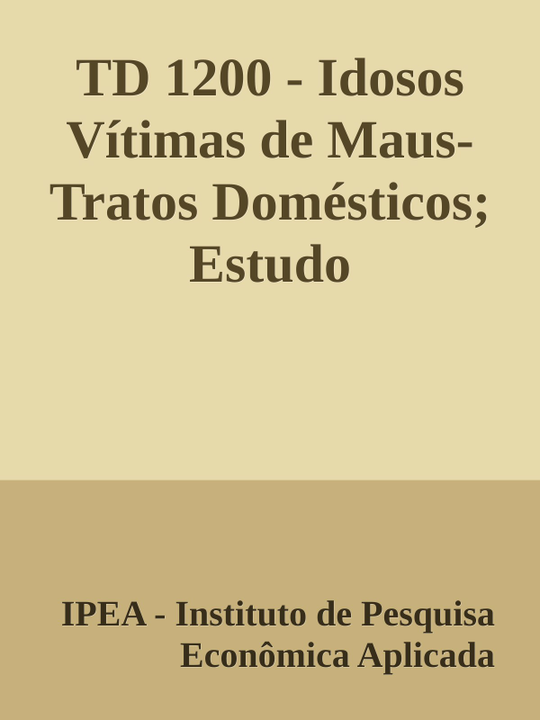 TD 1200 - Idosos
Vítimas de Maus-
Tratos Domésticos;
Estudo
IPEA - Instituto de Pesquisa
Econômica Aplicada